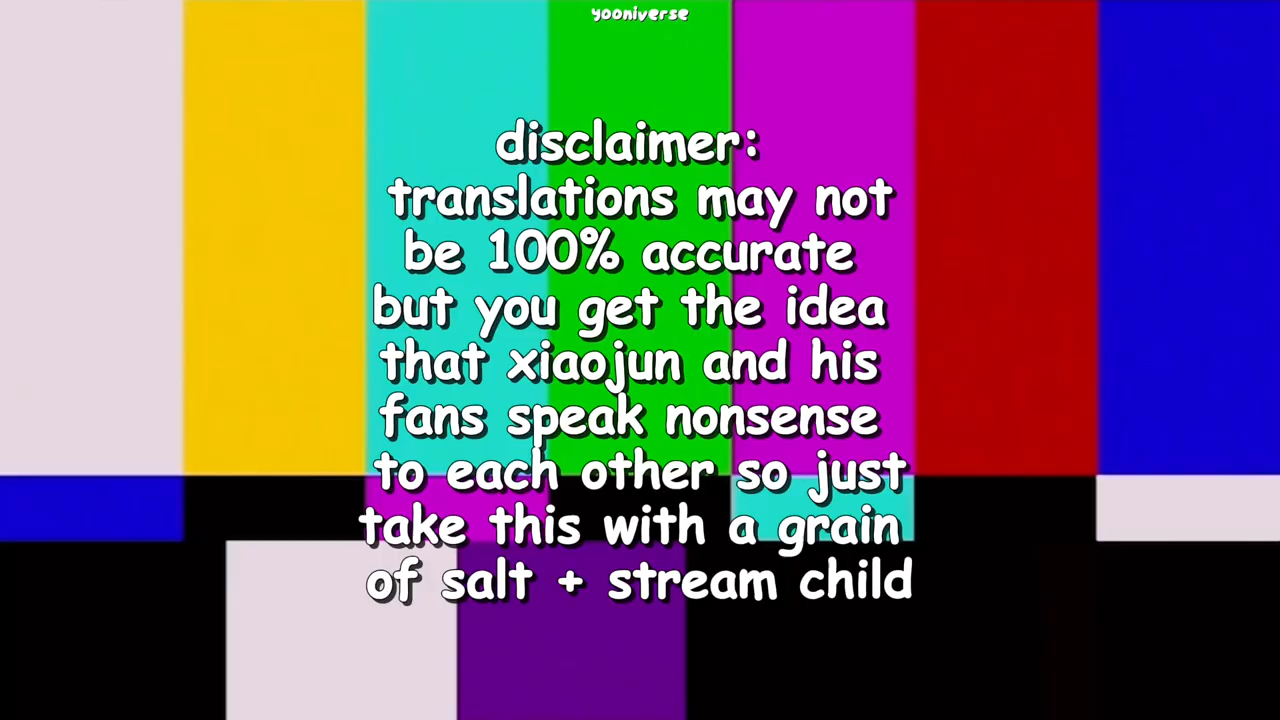 yooniverse
disclaimer:
translations may not
be 100% accurate
but you get the idea
that xiaojun and his
fans speak nonsense
to each other so just
take this with a grain
of salt + stream child